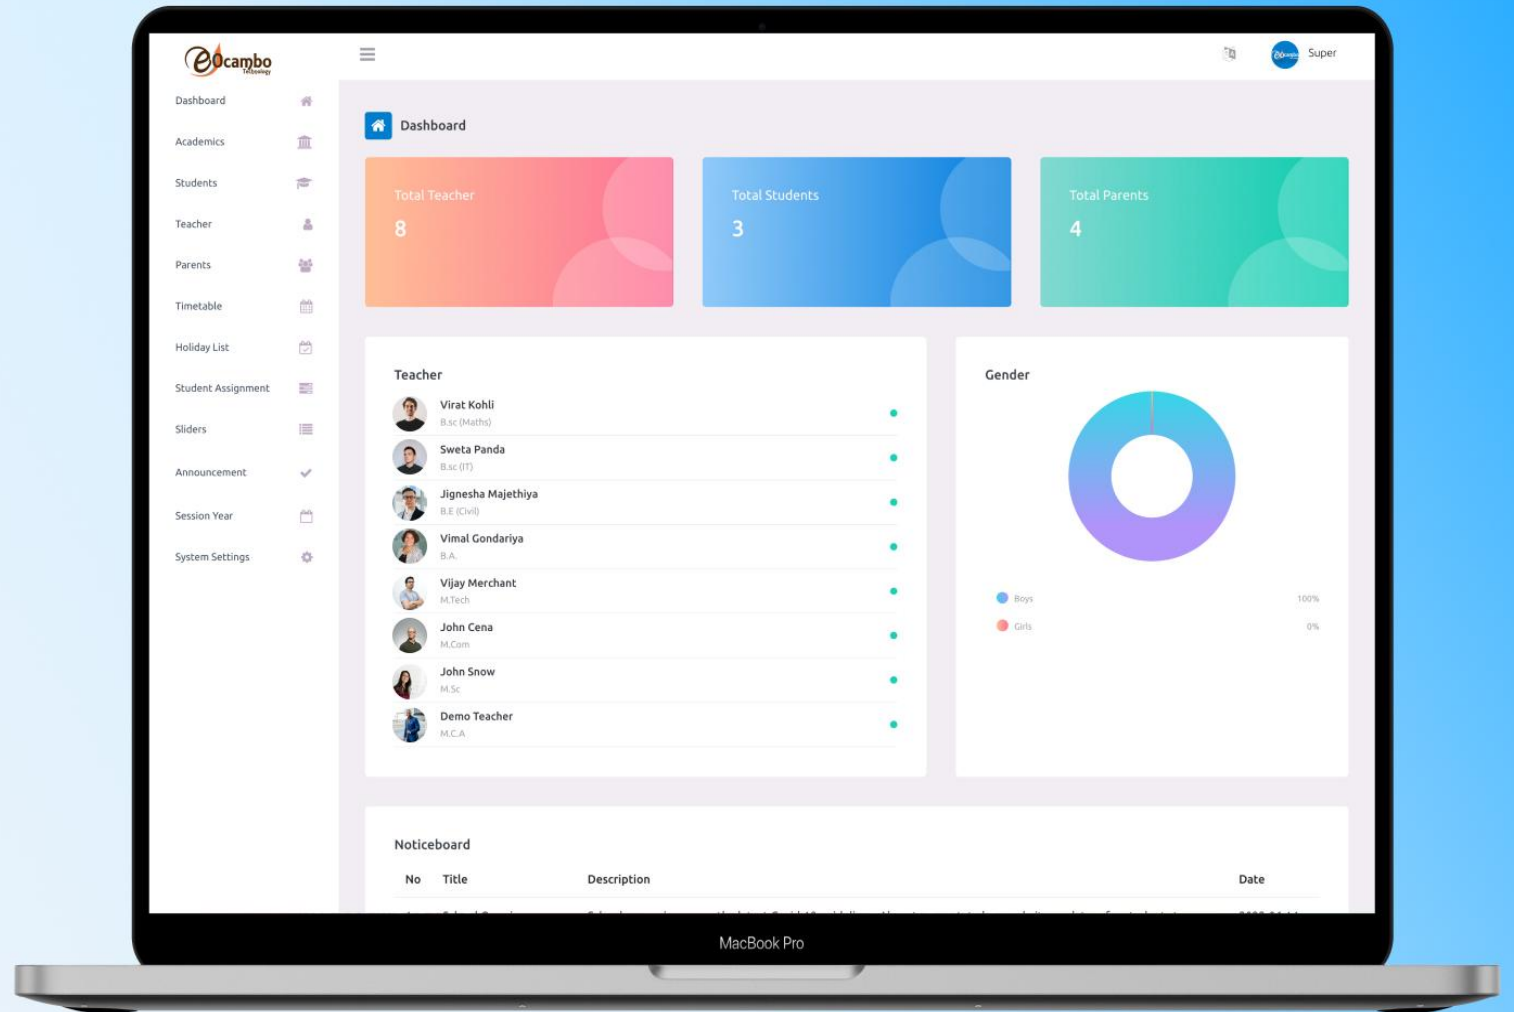 eOcambo
Technology
Super
Dashboard
Academics
Students
Teacher
Parents
Timetable
Holiday List
Student Assignment
Sliders
Announcement
Session Year
System Settings
Dashboard
Total Teacher
8
Total Students
3
Total Parents
4
Teacher
Virat Kohli
B.sc (Maths)
Sweta Panda
B.sc (IT)
Jignesha Majethiya
B.E (Civil)
Vimal Gondariya
B.A.
Vijay Merchant
M.Tech
John Cena
M.Com
John Snow
M.Sc
Demo Teacher
M.C.A
Gender
Boys 100%
Girls 0%
Noticeboard
No Title Description Date
MacBook Pro